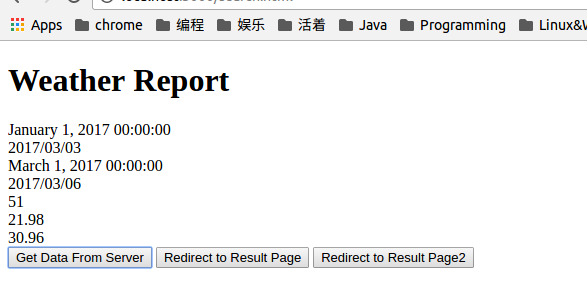 Apps chrome 编程 娱乐 活着 Java Programming
Weather Report
January 1, 2017 00:00:00
2017/03/03
March 1, 2017 00:00:00
2017/03/06
51
21.98
30.96
Get Data From Server Redirect to Result Page Redirect to Result Page2